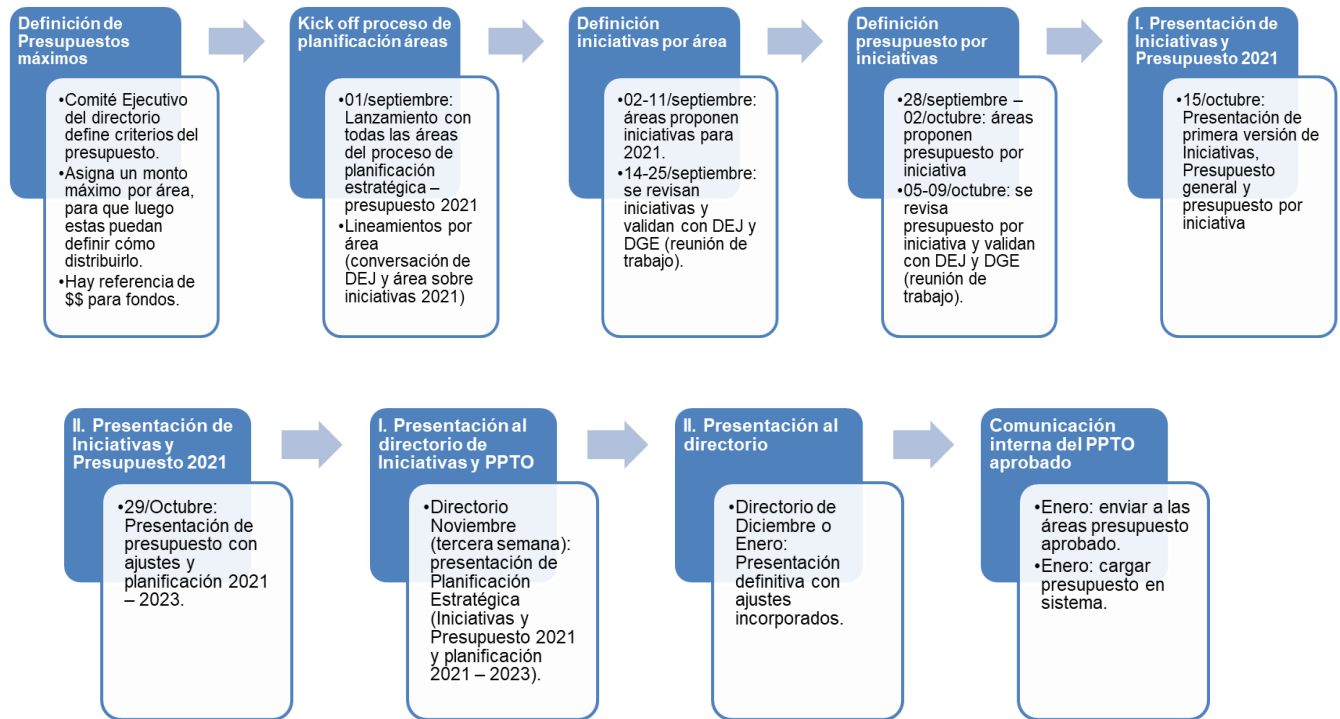 Definición de
Presupuestos
máximos
•Comité Ejecutivo
del directorio
define criterios del
presupuesto.
•Asigna un monto
máximo por área,
para que luego
estas puedan
definir cómo
distribuirlo.
•Hay referencia de
$$ para fondos.
Kick off proceso de
planificación áreas
•01/septiembre:
Lanzamiento con
todas las áreas
del proceso de
planificación
estratégica –
presupuesto 2021
•Lineamientos por
área
(conversación de
DEJ y área sobre
iniciativas 2021)
Definición
iniciativas por área
•02-11/septiembre:
áreas proponen
iniciativas para
2021.
•14-25/septiembre:
se revisan
iniciativas y
validan con DEJ y
DGE (reunión de
trabajo).
Definición
presupuesto por
iniciativas
•28/septiembre –
02/octubre: áreas
proponen
presupuesto por
iniciativa
•05-09/octubre: se
revisa
presupuesto por
iniciativa y validan
con DEJ y DGE
(reunión de
trabajo).
I. Presentación de
Iniciativas y
Presupuesto 2021
•15/octubre:
Presentación de
primera versión de
Iniciativas,
Presupuesto
general y
presupuesto por
iniciativa
II. Presentación de
Iniciativas y
Presupuesto 2021
•29/Octubre:
Presentación de
presupuesto con
ajustes y
planificación 2021
– 2023.
I. Presentación al
directorio de
Iniciativas y PPTO
•Directorio
Noviembre
(tercera semana):
presentación de
Planificación
Estratégica
(Iniciativas y
Presupuesto 2021
y planificación
2021 – 2023).
II. Presentación al
directorio
•Directorio de
Diciembre o
Enero:
Presentación
definitiva con
ajustes
incorporados.
Comunicación
interna del PPTO
aprobado
•Enero: enviar a las
áreas presupuesto
aprobado.
•Enero: cargar
presupuesto en
sistema.